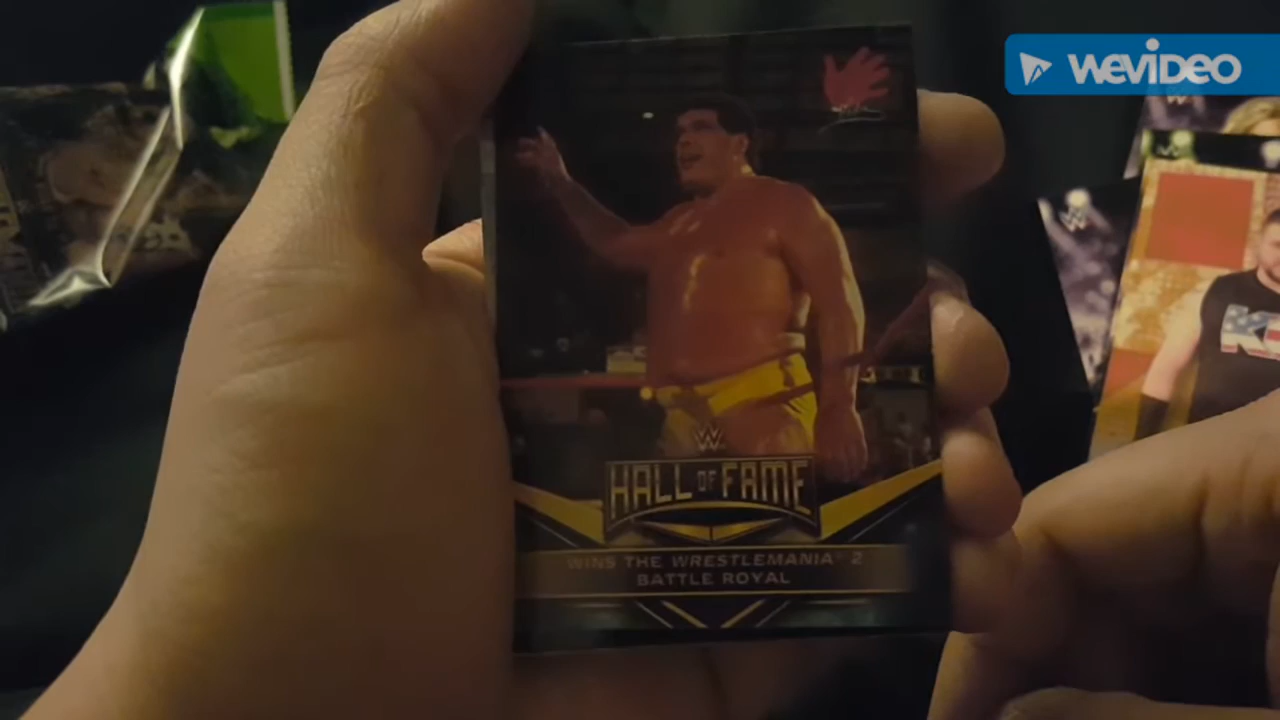 WEVIDEO
W
HALL OF FAME
WINS THE WRESTLEMANIA® 2
BATTLE ROYAL